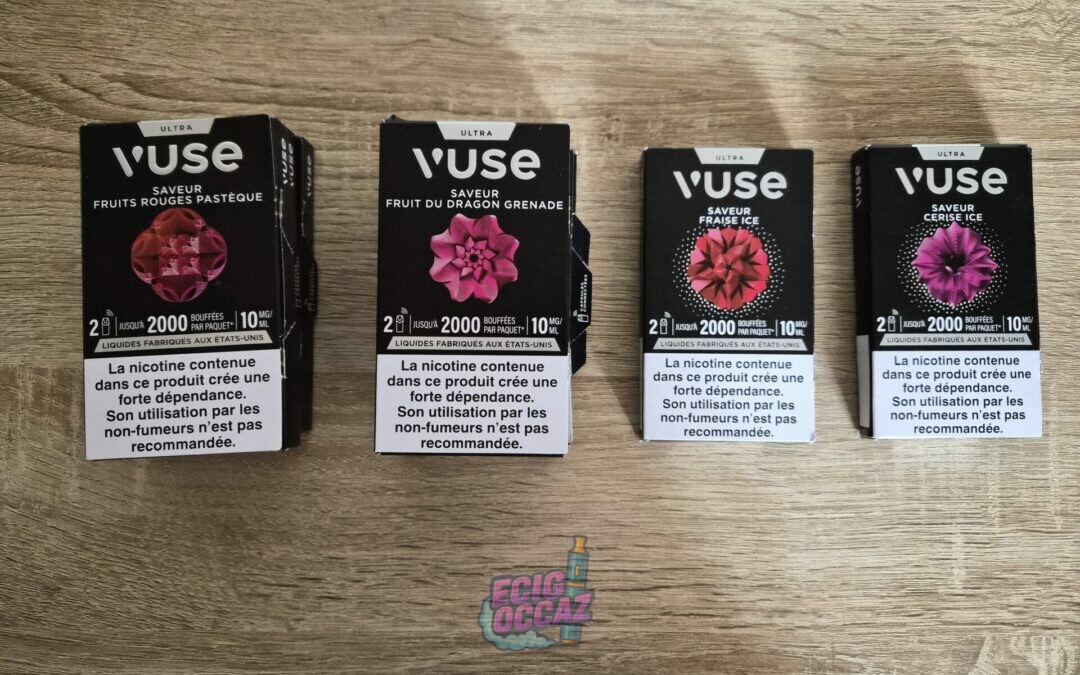 ULTRA
vuse
SAVEUR
FRUITS ROUGES PASTÈQUE
2 JUSQU'À 2000 BOUFFÉES PAR PAQUET* 10 MG/ML
LIQUIDES FABRIQUÉS AUX ÉTATS-UNIS
La nicotine contenue
dans ce produit crée une
forte dépendance.
Son utilisation par les
non-fumeurs n'est pas
recommandée.
vuse
vuse
vuse
ULTRA
vuse
SAVEUR
FRUIT DU DRAGON GRENADE
2 JUSQU'À 2000 BOUFFÉES PAR PAQUET* 10 MG/ML
LIQUIDES FABRIQUÉS AUX ÉTATS-UNIS
La nicotine contenue
dans ce produit crée une
forte dépendance.
Son utilisation par les
non-fumeurs n'est pas
recommandée.
ULTRA
vuse
SAVEUR
FRAISE ICE
2 JUSQU'À 2000 BOUFFÉES PAR PAQUET* 10 MG/ML
LIQUIDES FABRIQUÉS AUX ÉTATS-UNIS
La nicotine contenue
dans ce produit crée une
forte dépendance.
Son utilisation par les
non-fumeurs n'est pas
recommandée.
vuse
ULTRA
vuse
SAVEUR
CERISE ICE
2 JUSQU'À 2000 BOUFFÉES PAR PAQUET* 10 MG/ML
LIQUIDES FABRIQUÉS AUX ÉTATS-UNIS
La nicotine contenue
dans ce produit crée une
forte dépendance.
Son utilisation par les
non-fumeurs n'est pas
recommandée.
ECIG
OCCAZ